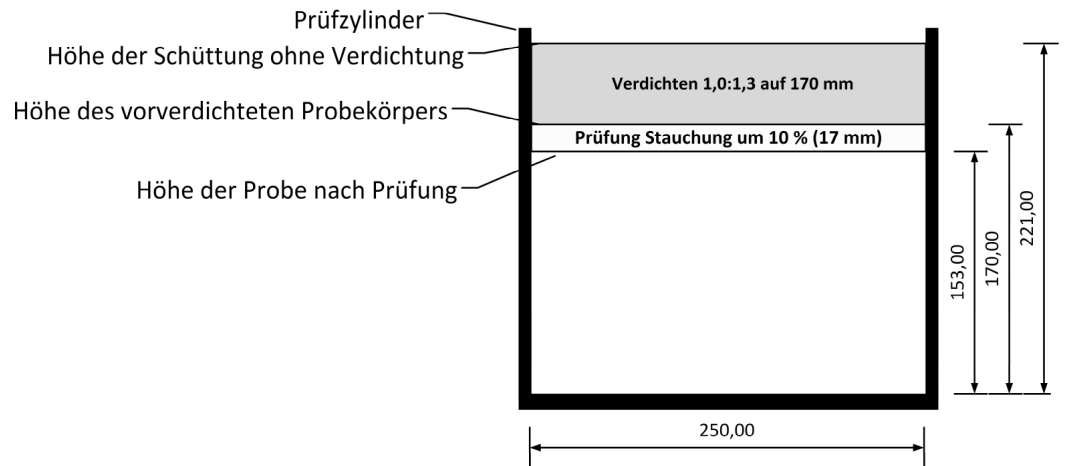 Prüfzylinder
Höhe der Schüttung ohne Verdichtung
Verdichten 1,0:1,3 auf 170 mm
Höhe des vorverdichteten Probekörpers
Prüfung Stauchung um 10 % (17 mm)
Höhe der Probe nach Prüfung
153,00
170,00
221,00
250,00